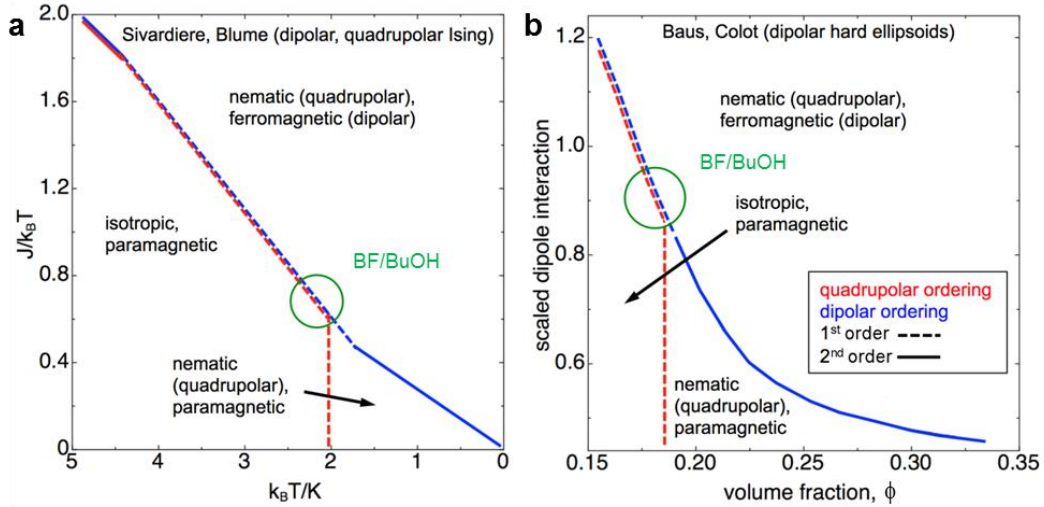 a
Sivardiere, Blume (dipolar, quadrupolar Ising)
nematic (quadrupolar),
ferromagnetic (dipolar)
isotropic,
paramagnetic
BF/BuOH
nematic
(quadrupolar),
paramagnetic
2.0
1.6
1.2
0.8
0.4
0
J/k_BT
5
4
3
2
1
0
k_BT/K
b
Baus, Colot (dipolar hard ellipsoids)
nematic (quadrupolar),
ferromagnetic (dipolar)
BF/BuOH
isotropic,
paramagnetic
quadrupolar ordering
dipolar ordering
1st order
2nd order
nematic
(quadrupolar),
paramagnetic
1.2
1.0
0.8
0.6
scaled dipole interaction
0.15
0.20
0.25
0.30
0.35
volume fraction, ϕ